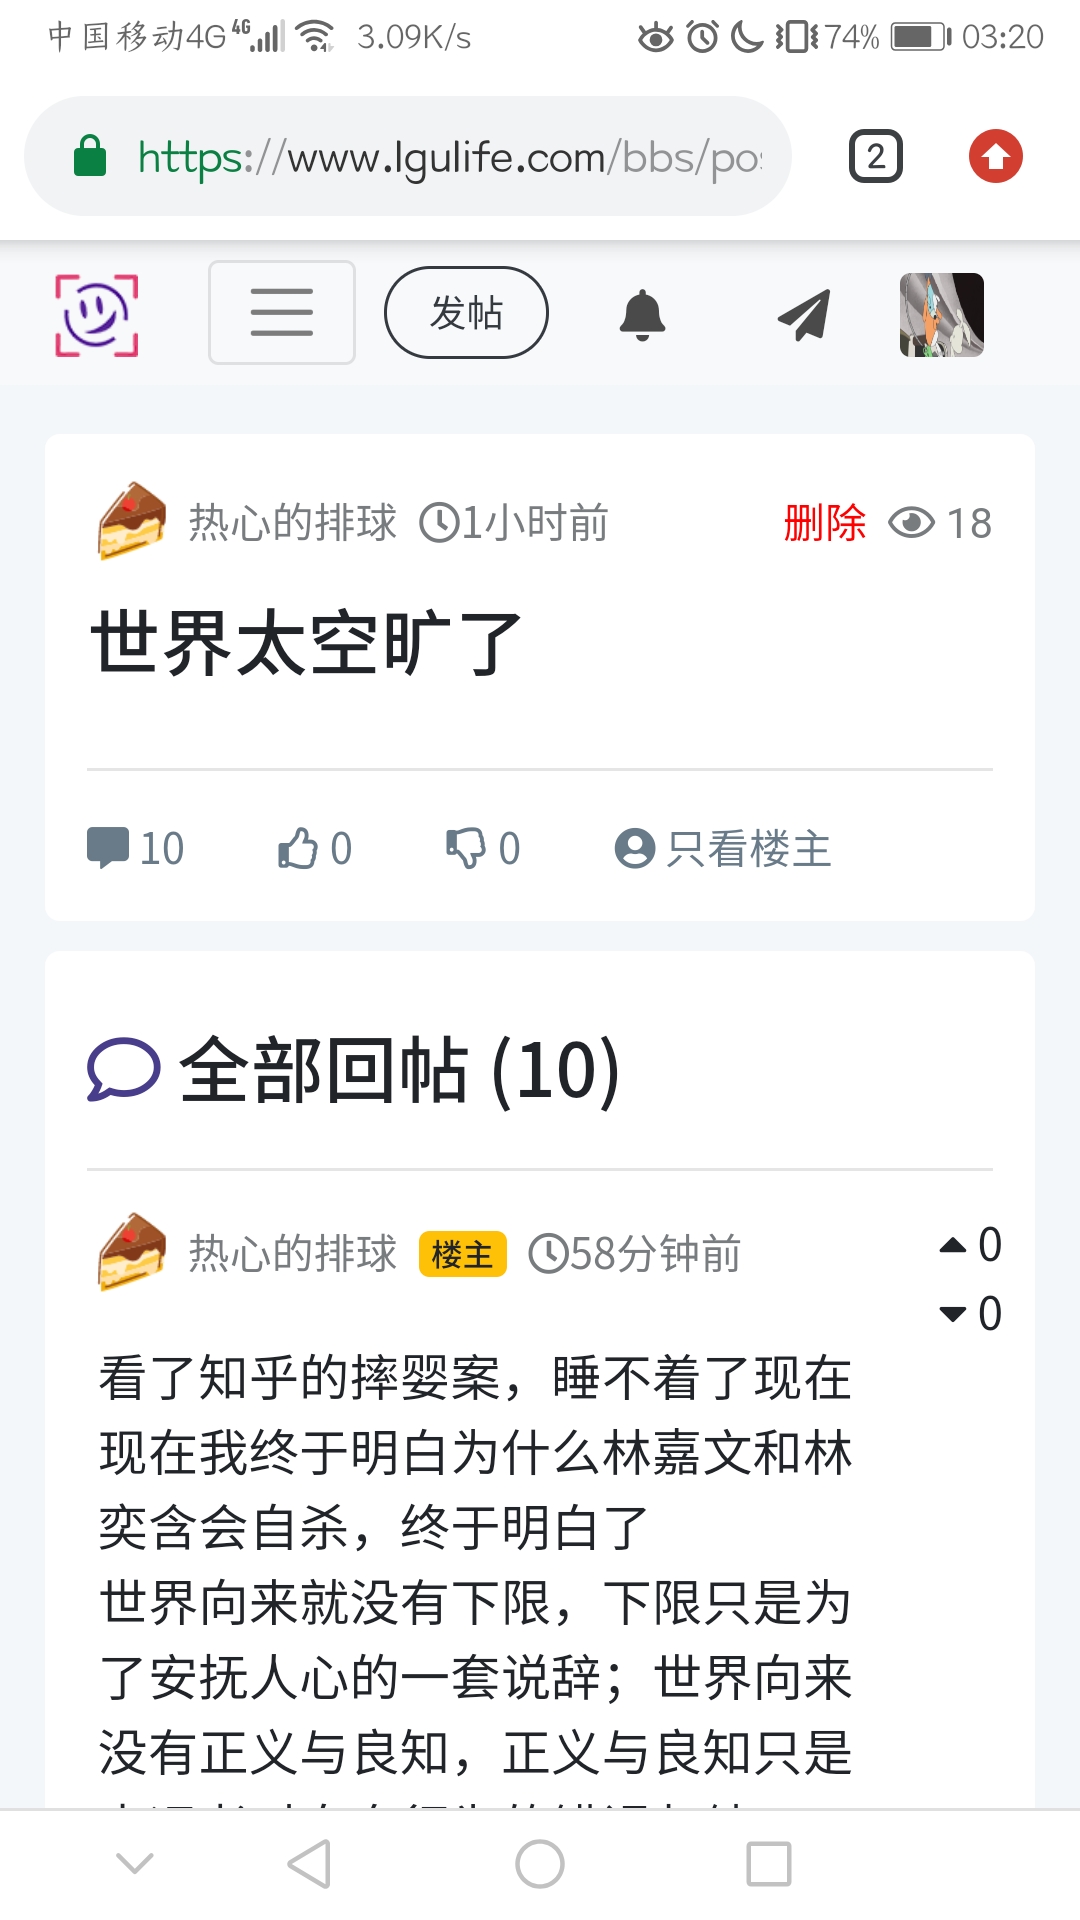 中国移动4G 4G 3.09K/s 74% 03:20
https://www.lgulife.com/bbs/pos
2
发帖
热心的排球 1小时前 删除 18
世界太空旷了
10 0 0 只看楼主
全部回帖 (10)
热心的排球 楼主 58分钟前 0
0
看了知乎的摔婴案，睡不着了现在
现在我终于明白为什么林嘉文和林
奕含会自杀，终于明白了
世界向来就没有下限，下限只是为
了安抚人心的一套说辞；世界向来
没有正义与良知，正义与良知只是